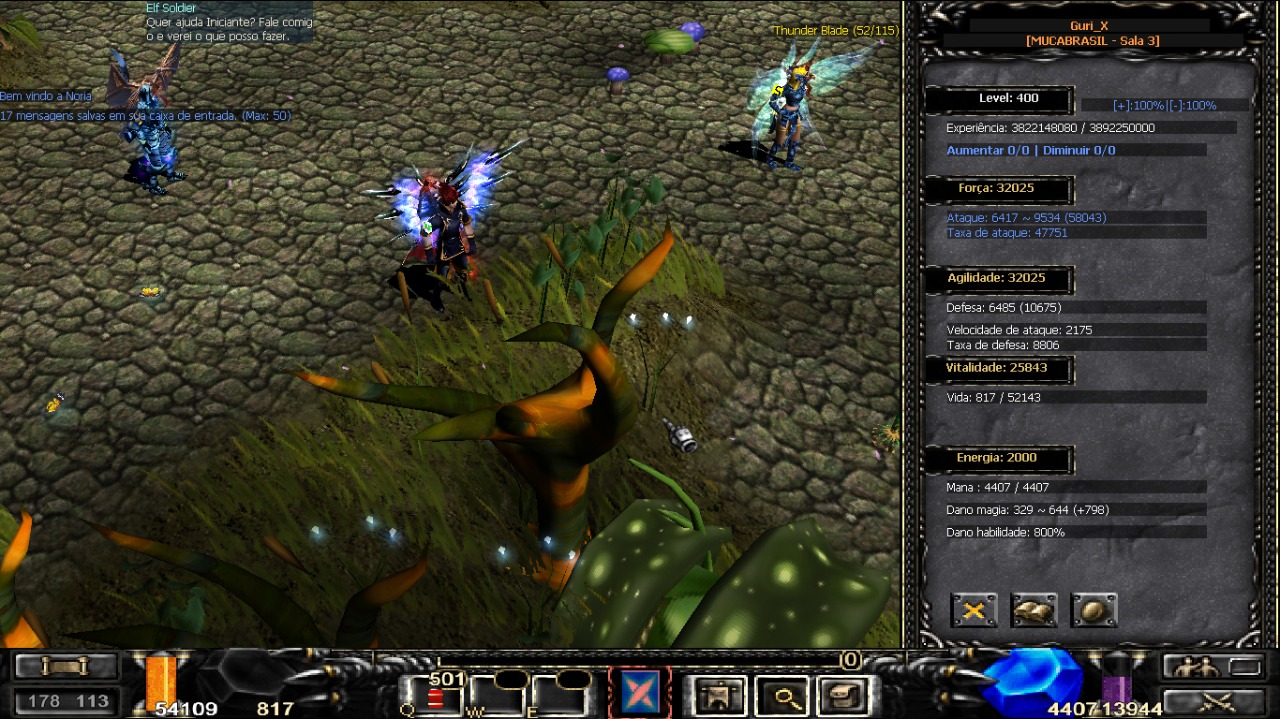 Elf Soldier
Quer ajuda Iniciante? Fale comig
o e verei o que posso fazer.
Thunder Blade (52/115)
Bem vindo a Noria
17 mensagens salvas em sua caixa de entrada. (Max: 50)
Guri_X
[MUCABRASIL - Sala 3]
Level: 400
[+]:100%|[-]:100%
Experiência: 3822148080 / 3892250000
Aumentar 0/0 | Diminuir 0/0
Força: 32025
Ataque: 6417 ~ 9534 (58043)
Taxa de ataque: 47751
Agilidade: 32025
Defesa: 6485 (10675)
Velocidade de ataque: 2175
Taxa de defesa: 8806
Vitalidade: 25843
Vida: 817 / 52143
Energia: 2000
Mana : 4407 / 4407
Dano magia: 329 ~ 644 (+798)
Dano habilidade: 800%
0
501
Q W E
178 113
54109 817
4407 13944